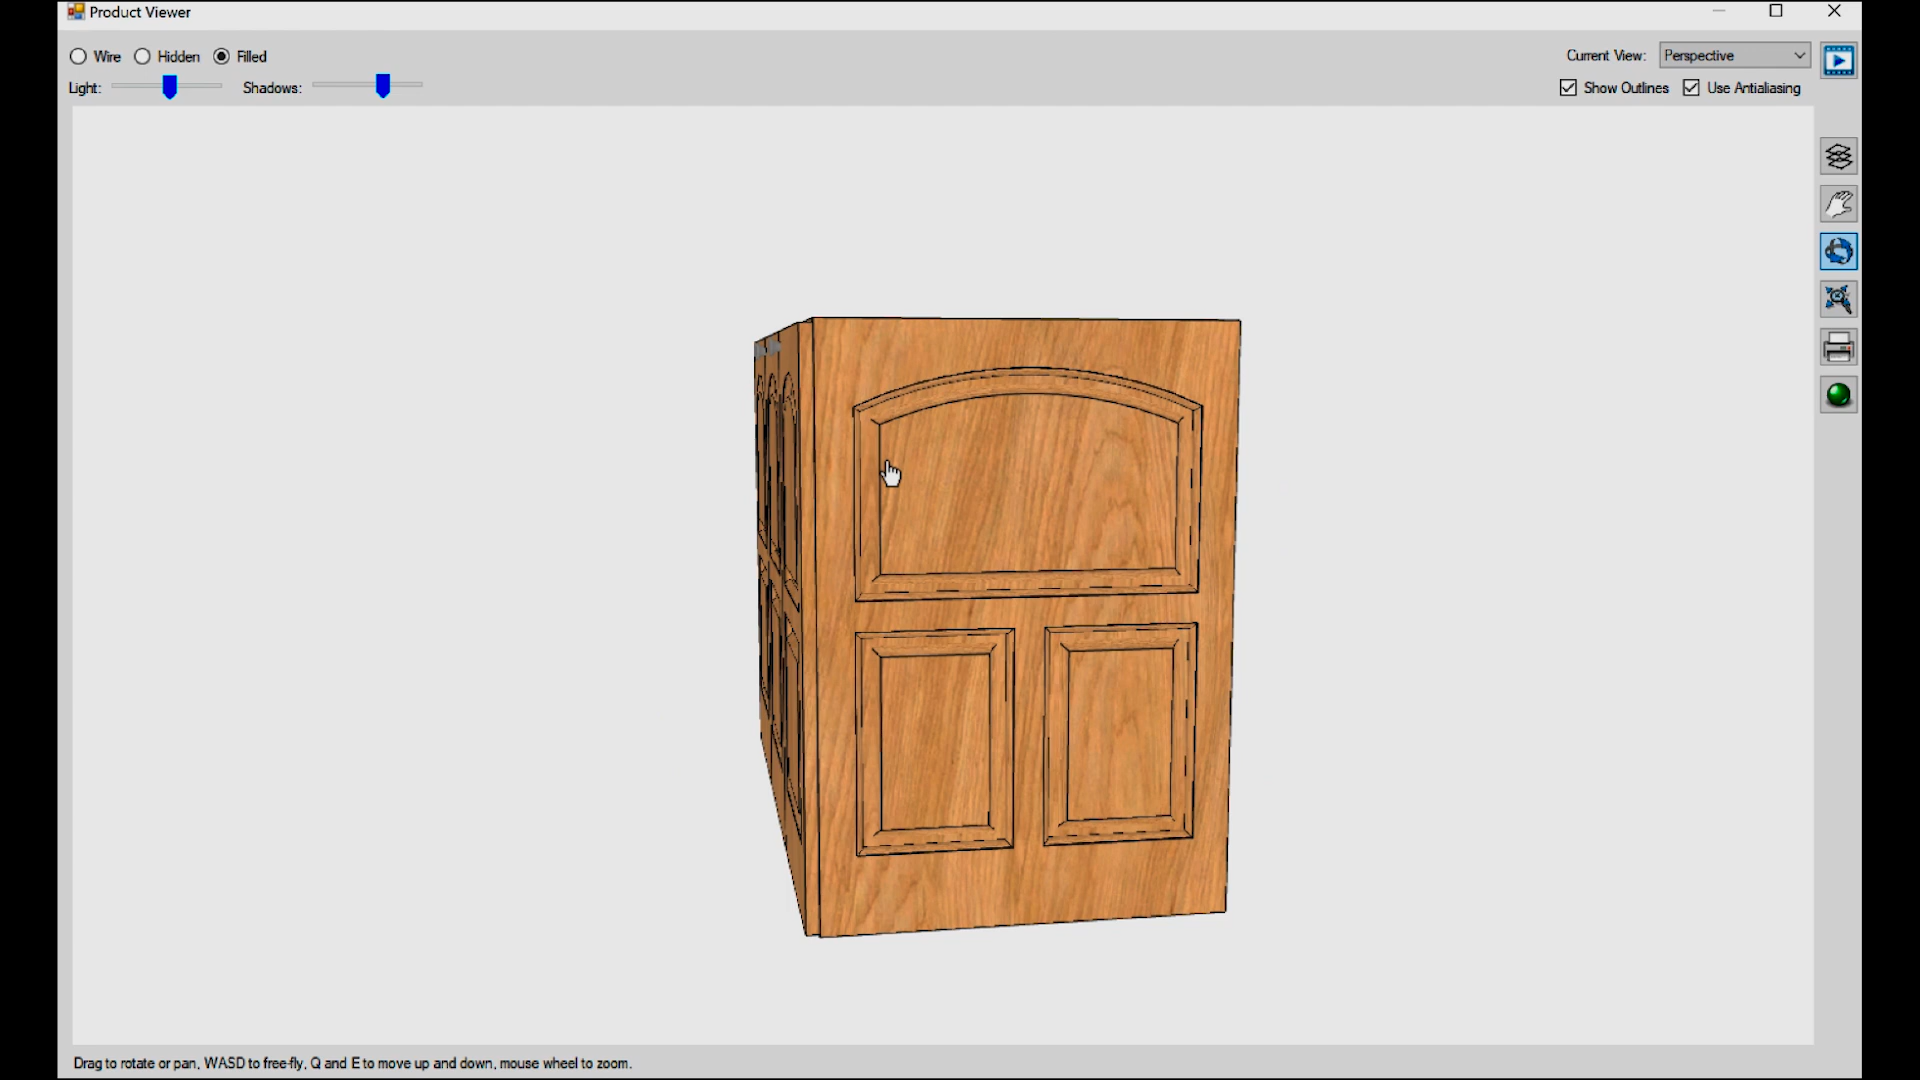 Product Viewer
Wire Hidden Filled
Current View: Perspective
Light: Shadows:
Show Outlines Use Antialiasing
Drag to rotate or pan, WASD to free-fly, Q and E to move up and down, mouse wheel to zoom.